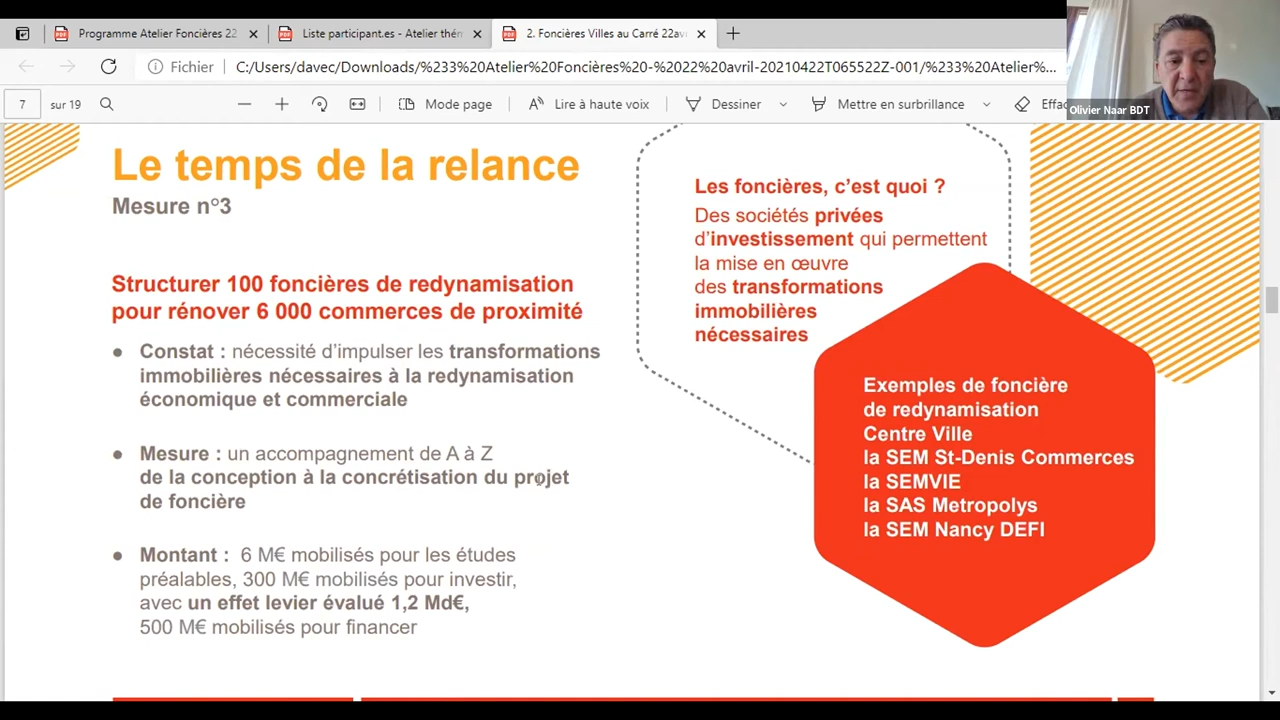 Programme Atelier Foncières 22
Liste participant.es - Atelier thém
2. Foncières Villes au Carré 22avr
Fichier
C:/Users/davec/Downloads/%233%20Atelier%20Foncières%20-%2022%20avril-20210422T065522Z-001/%233%20Atelier%...
7 sur 19
Mode page
Lire à haute voix
Dessiner
Mettre en surbrillance
Effac
Olivier Naar BDT
Le temps de la relance
Mesure n°3
Structurer 100 foncières de redynamisation
pour rénover 6 000 commerces de proximité
● Constat : nécessité d'impulser les transformations
immobilières nécessaires à la redynamisation
économique et commerciale
● Mesure : un accompagnement de A à Z
de la conception à la concrétisation du projet
de foncière
● Montant : 6 M€ mobilisés pour les études
préalables, 300 M€ mobilisés pour investir,
avec un effet levier évalué 1,2 Md€,
500 M€ mobilisés pour financer
Les foncières, c'est quoi ?
Des sociétés privées
d'investissement qui permettent
la mise en œuvre
des transformations
immobilières
nécessaires
Exemples de foncière
de redynamisation
Centre Ville
la SEM St-Denis Commerces
la SEMVIE
la SAS Metropolys
la SEM Nancy DEFI